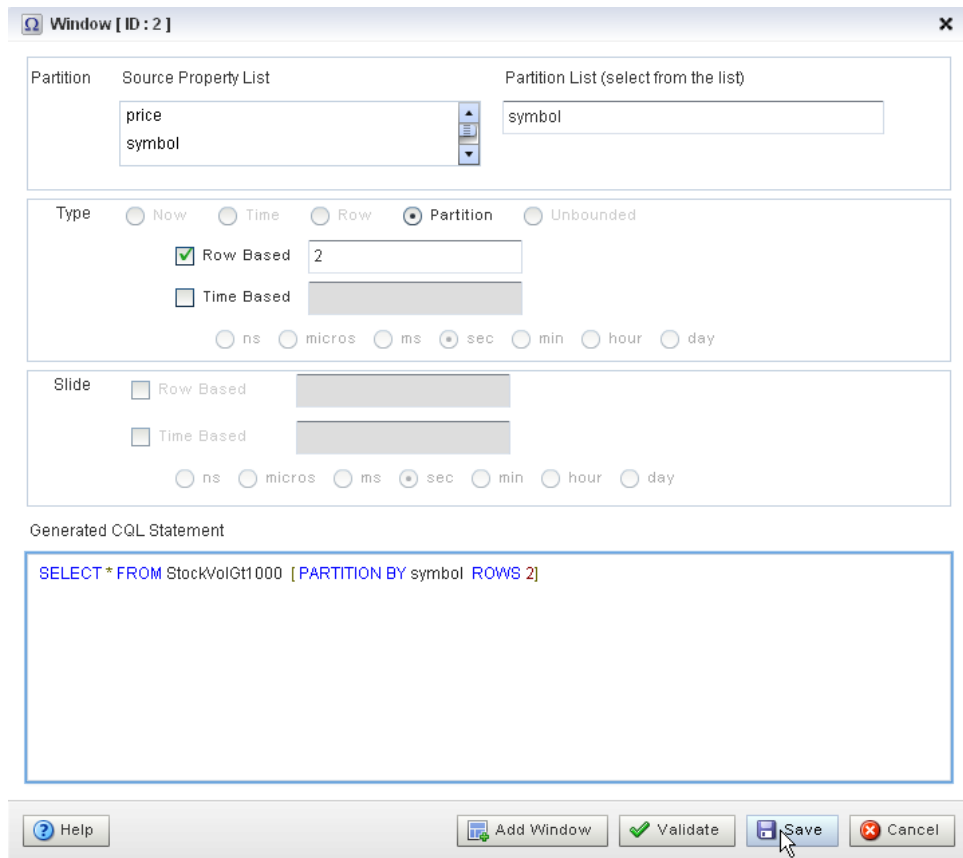 Window [ ID : 2 ]
Partition Source Property List Partition List (select from the list)
price
symbol
symbol
Type Now Time Row Partition Unbounded
Row Based 2
Time Based
ns micros ms sec min hour day
Slide Row Based
Time Based
ns micros ms sec min hour day
Generated CQL Statement
SELECT * FROM StockVolGt1000 [ PARTITION BY symbol ROWS 2]
Help Add Window Validate Save Cancel